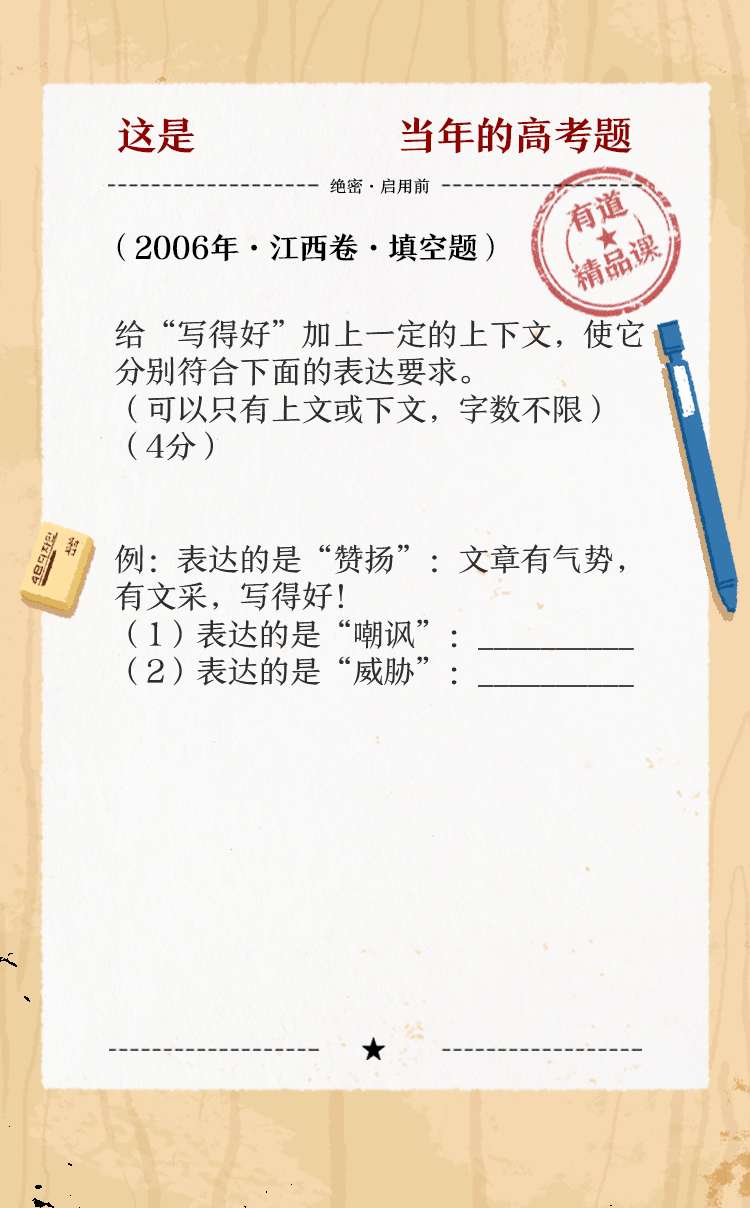 这是 当年的高考题
绝密·启用前
有道
精品课
（2006年·江西卷·填空题）
给“写得好”加上一定的上下文，使它
分别符合下面的表达要求。
（可以只有上文或下文，字数不限）
（4分）
例：表达的是“赞扬”：文章有气势，
有文采，写得好！
（1）表达的是“嘲讽”：__________
（2）表达的是“威胁”：__________